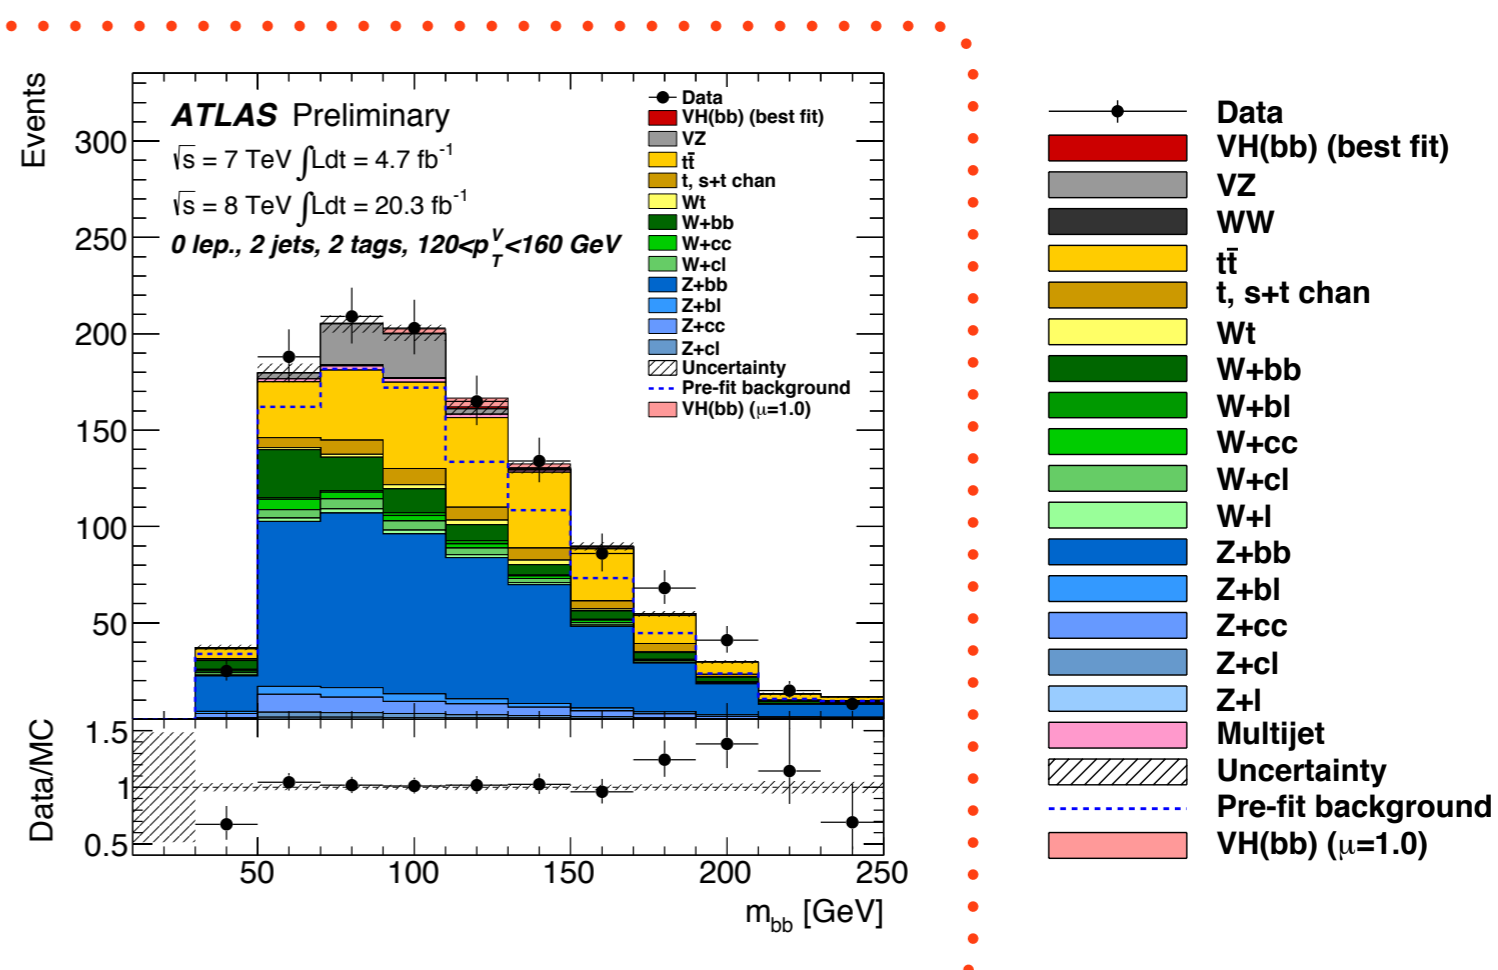 Events
300
250
200
150
100
50
ATLAS Preliminary
√s = 7 TeV ∫Ldt = 4.7 fb⁻¹
√s = 8 TeV ∫Ldt = 20.3 fb⁻¹
0 lep., 2 jets, 2 tags, 120<p_T^V<160 GeV
Data
VH(bb) (best fit)
VZ
tt̄
t, s+t chan
Wt
W+bb
W+cc
W+cl
Z+bb
Z+bl
Z+cc
Z+cl
Uncertainty
Pre-fit background
VH(bb) (μ=1.0)
Data/MC
1.5
1
0.5
50 100 150 200 250
m_bb [GeV]
Data
VH(bb) (best fit)
VZ
WW
tt̄
t, s+t chan
Wt
W+bb
W+bl
W+cc
W+cl
W+l
Z+bb
Z+bl
Z+cc
Z+cl
Z+l
Multijet
Uncertainty
Pre-fit background
VH(bb) (μ=1.0)